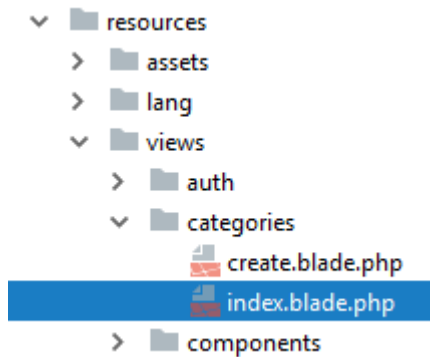 resources
assets
lang
views
auth
categories
create.blade.php
index.blade.php
components